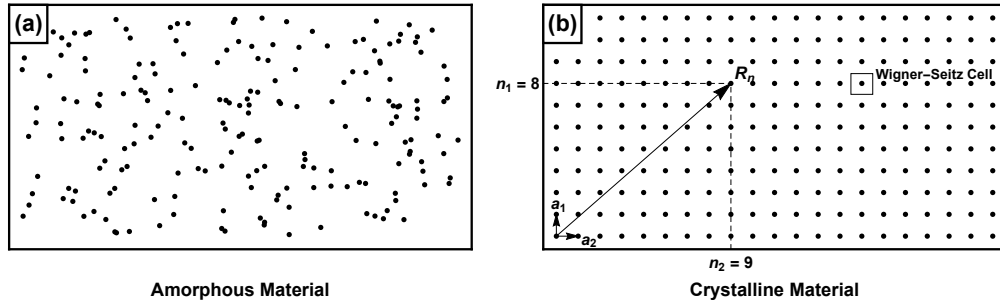 (a)
(b)
Rn
Wigner–Seitz Cell
n1 = 8
a1
a2
n2 = 9
Amorphous Material
Crystalline Material